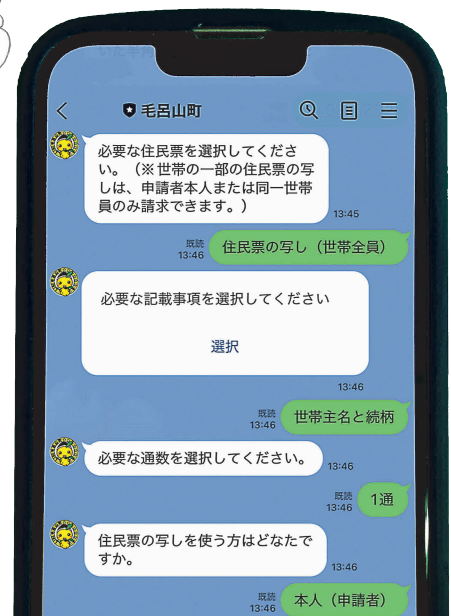 毛呂山町
必要な住民票を選択してくださ
い。（※世帯の一部の住民票の写
しは、申請者本人または同一世帯
員のみ請求できます。）
13:45
既読
13:46
住民票の写し（世帯全員）
必要な記載事項を選択してください
選択
13:46
既読
13:46
世帯主名と続柄
必要な通数を選択してください。
13:46
既読
13:46
1通
住民票の写しを使う方はどなたで
すか。
13:46
既読
13:46
本人（申請者）